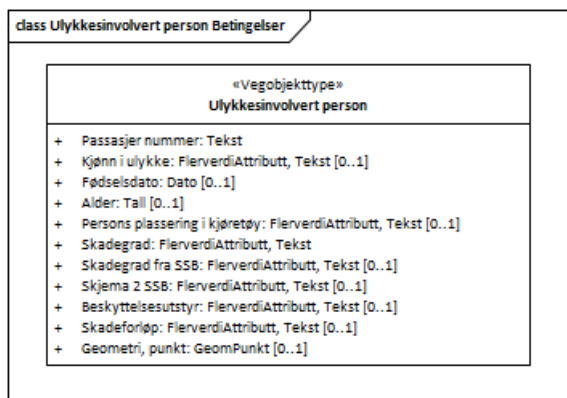 class Ulykkesinvolvert person Betingelser
«Vegobjekttype»
Ulykkesinvolvert person
+ Passasjer nummer: Tekst
+ Kjønn i ulykke: FlerverdiAttributt, Tekst [0..1]
+ Fødselsdato: Dato [0..1]
+ Alder: Tall [0..1]
+ Persons plassering i kjøretøy: FlerverdiAttributt, Tekst [0..1]
+ Skadegrad: FlerverdiAttributt, Tekst
+ Skadegrad fra SSB: FlerverdiAttributt, Tekst [0..1]
+ Skjema 2 SSB: FlerverdiAttributt, Tekst [0..1]
+ Beskyttelsesutstyr: FlerverdiAttributt, Tekst [0..1]
+ Skadeforløp: FlerverdiAttributt, Tekst [0..1]
+ Geometri, punkt: GeomPunkt [0..1]